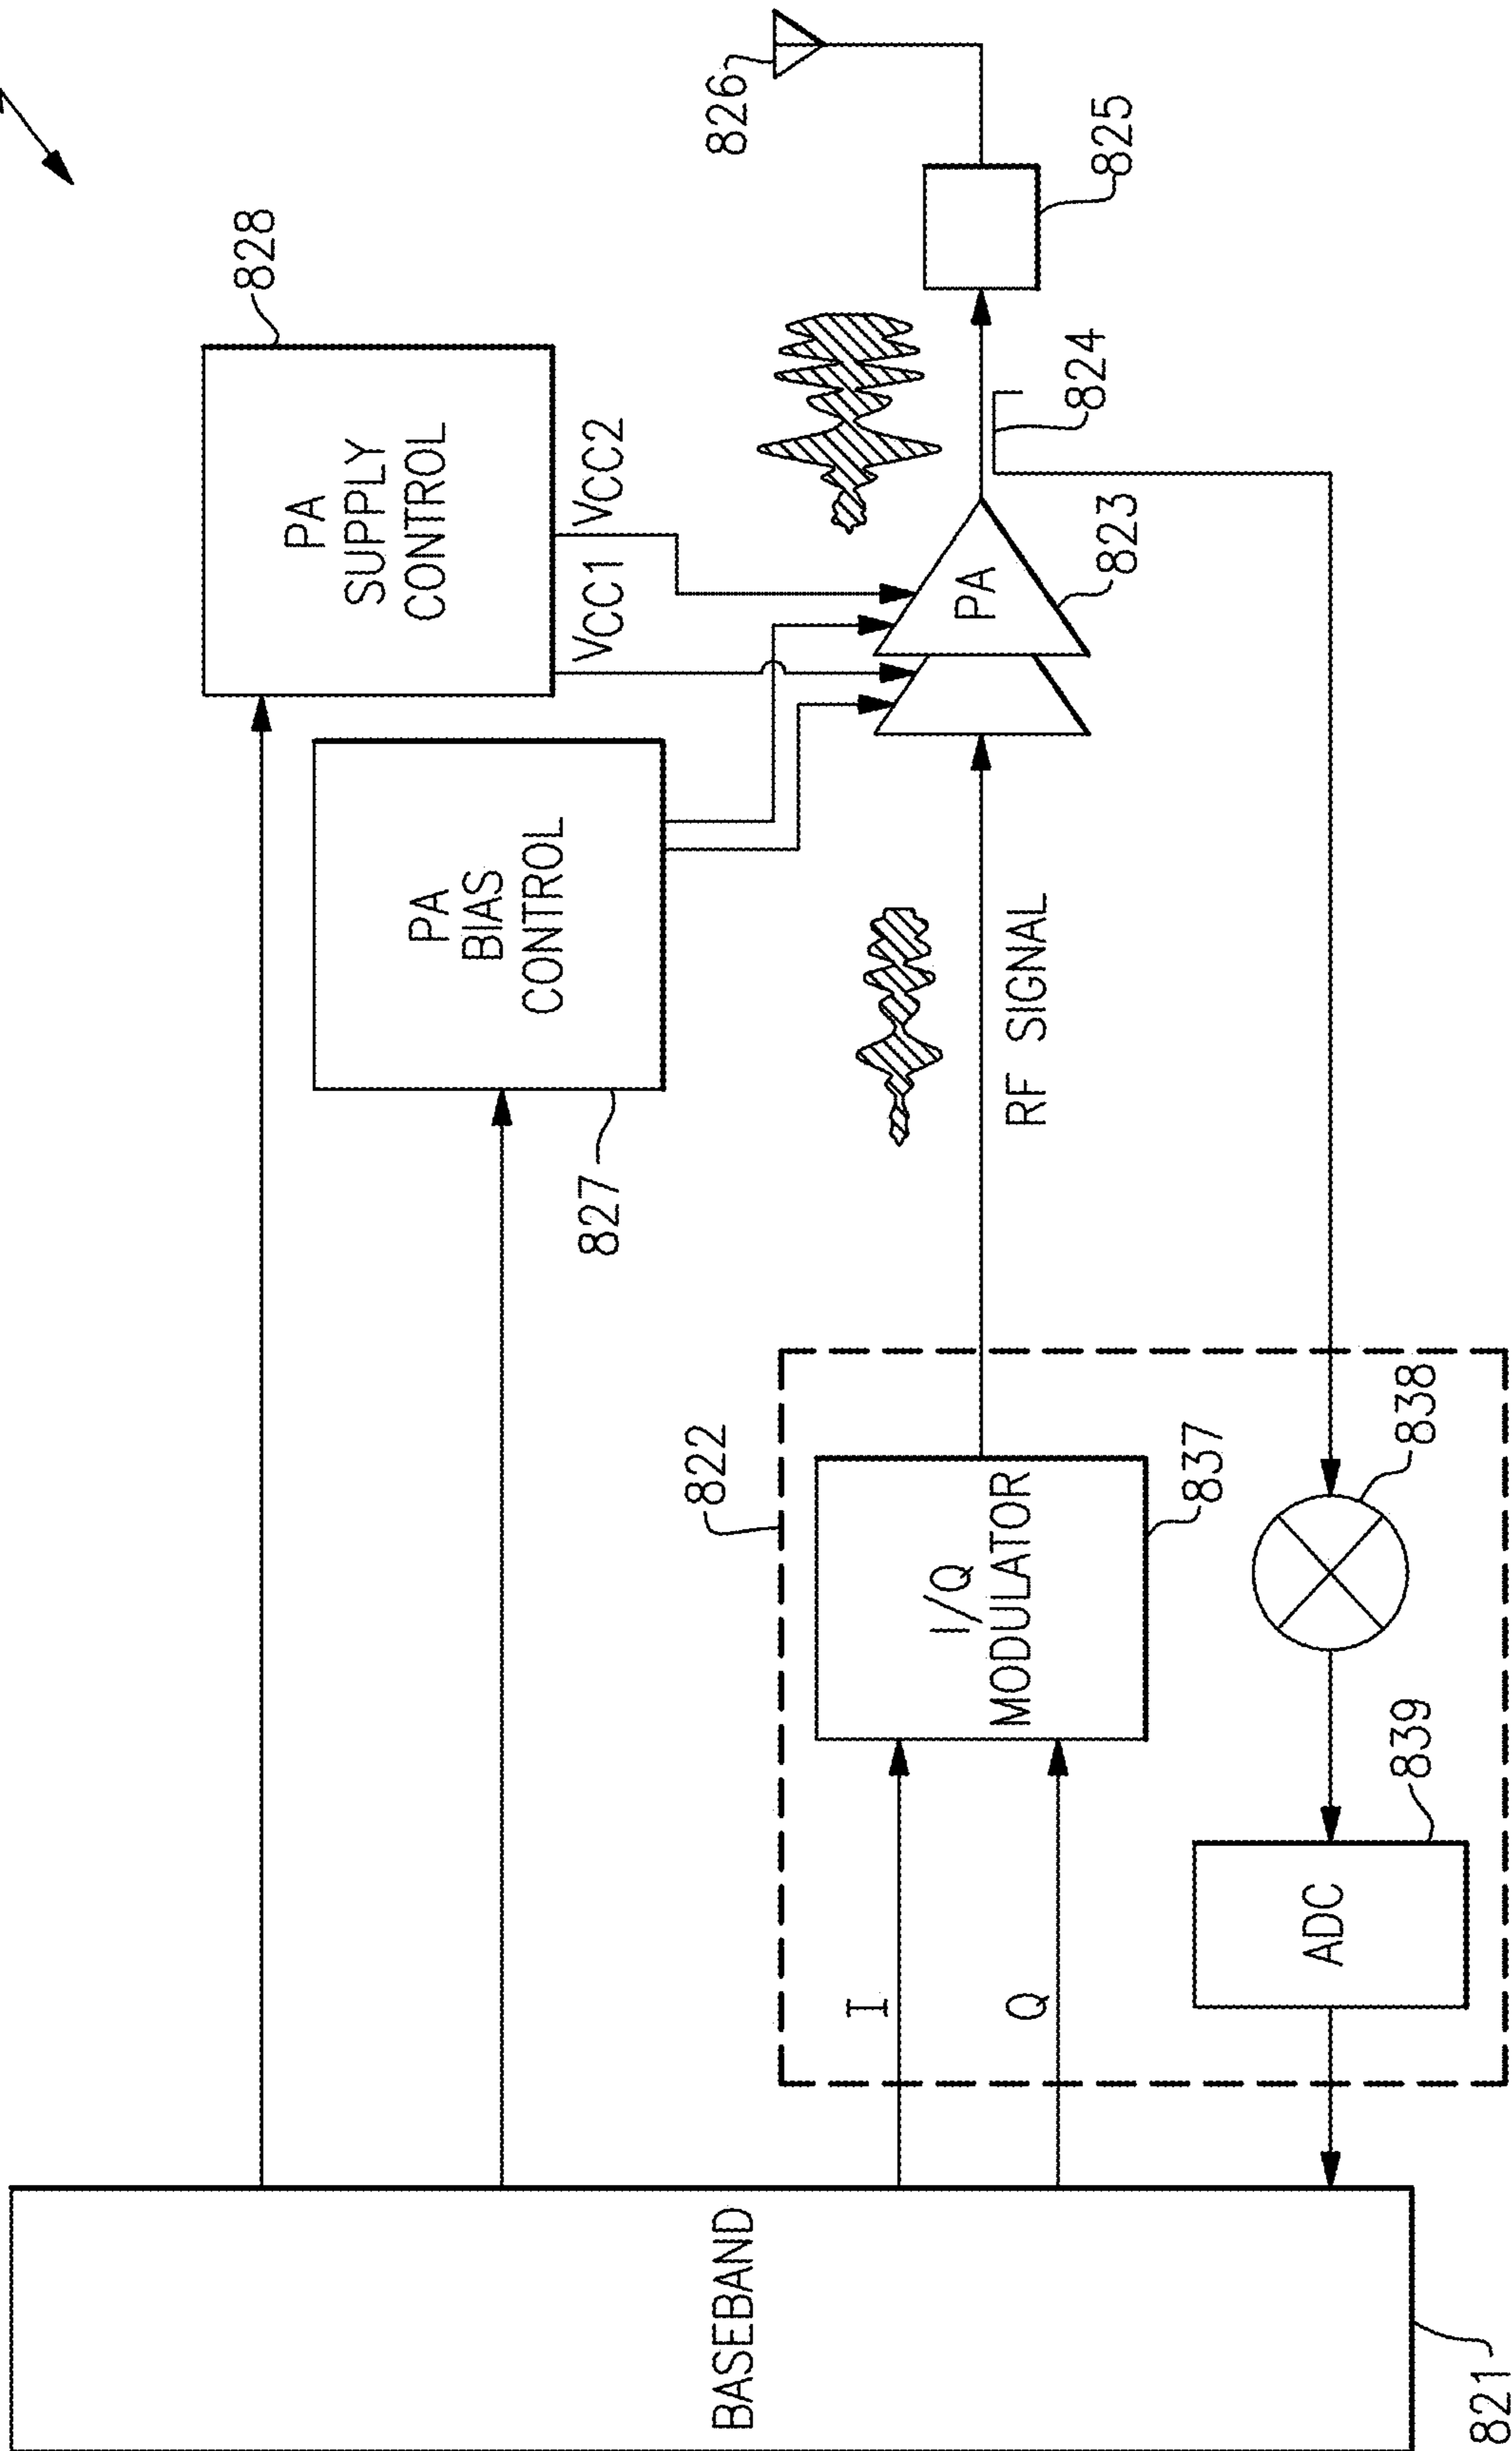 828
PA
SUPPLY
CONTROL
VCC1
VCC2
PA
BIAS
CONTROL
827
826
825
824
PA
823
RF SIGNAL
822
I/Q
MODULATOR
837
838
839
ADC
I
Q
BASEBAND
821